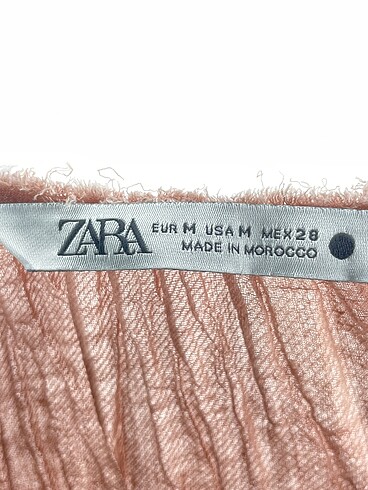 ZARA
EUR M USA M MEX 28
MADE IN MOROCCO